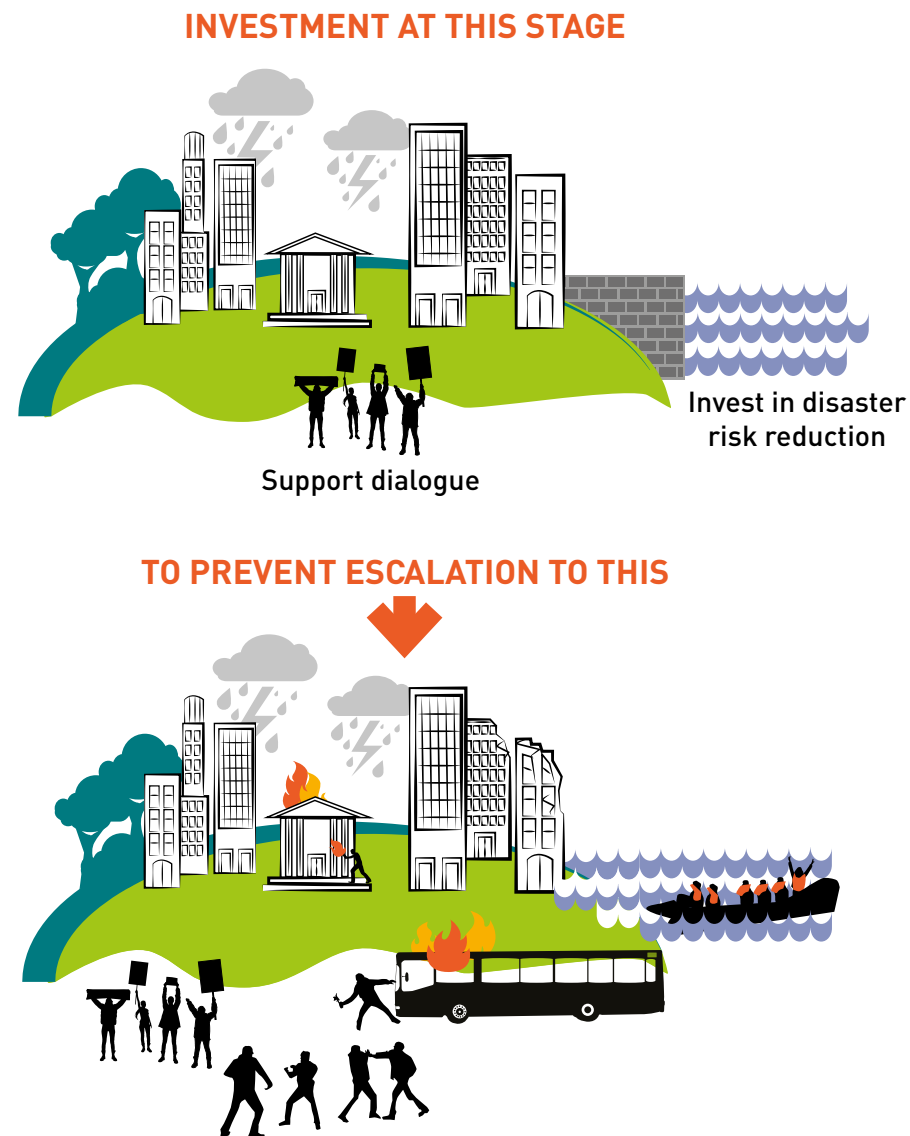 INVESTMENT AT THIS STAGE
Invest in disaster
risk reduction
Support dialogue
TO PREVENT ESCALATION TO THIS